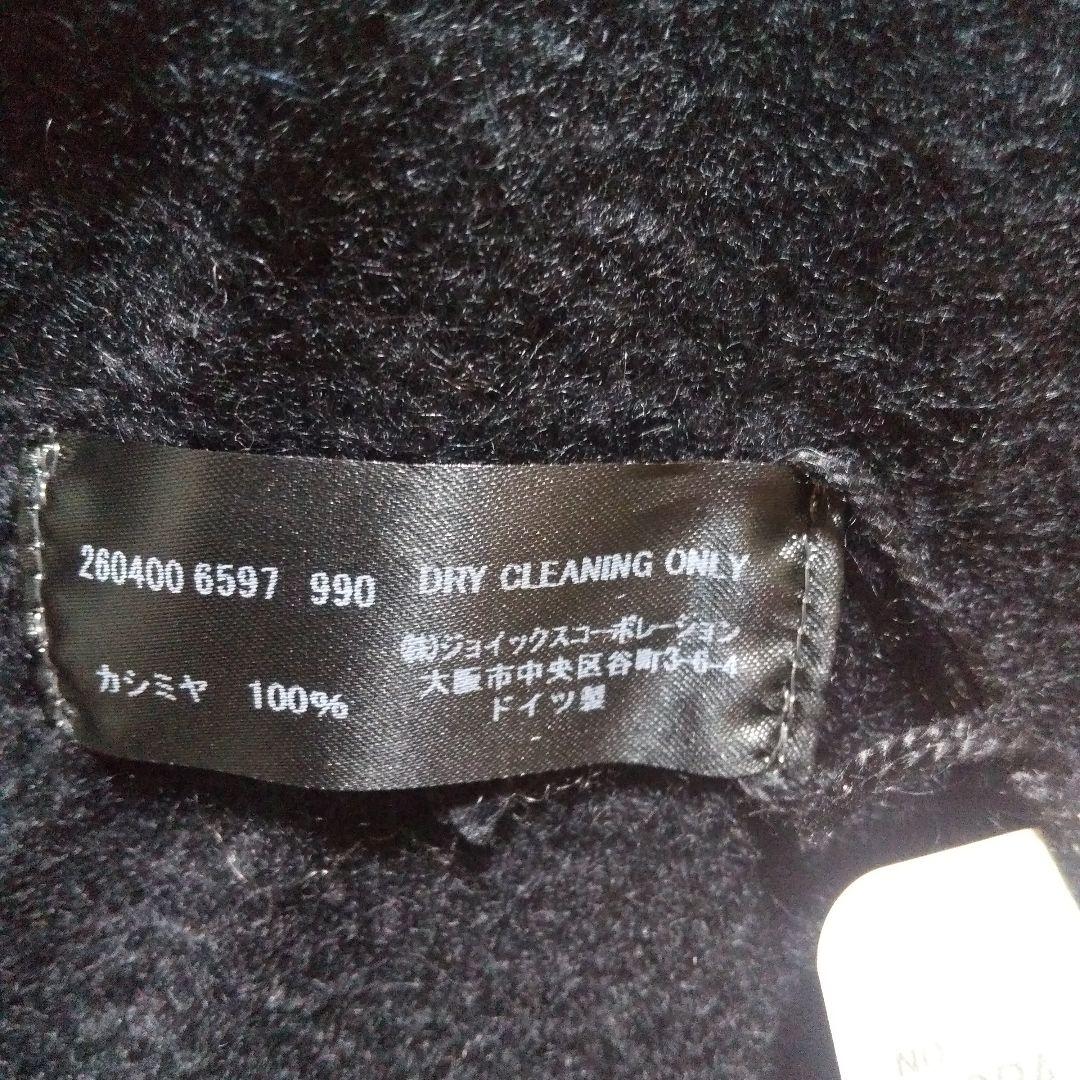 260400 6597 990
カシミヤ 100%
DRY CLEANING ONLY
㈱ジョイックスコーポレーション
大阪市中央区谷町3-6-4
ドイツ製
NO